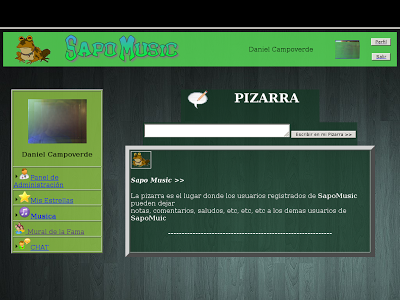 Sapo Music
Daniel Campoverde
Perfil
Salir
Daniel Campoverde
Panel de
Administración
Mis Estrellas
Musica
Mural de la Fama
CHAT
PIZARRA
Escribir en mi Pizarra >>
Sapo Music >>
La pizarra es el lugar donde los usuarios registrados de SapoMusic
pueden dejar
notas, comentarios, saludos, etc, etc, etc a los demas usuarios de
SapoMuic